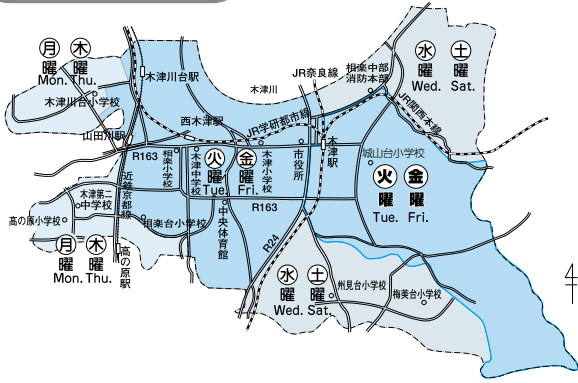 月曜 木曜
Mon. Thu.
木津川台小学校
木津川台駅
木津川
JR奈良線
相楽中部
消防本部
水曜 土曜
Wed. Sat.
JR関西本線
西木津駅
JR学研都市線
山田川駅
R163
相楽小学校
木津中学校
火曜 金曜
Tue. Fri.
木津小学校
市役所
木津駅
城山台小学校
火曜 金曜
Tue. Fri.
近鉄京都線
木津第二
中学校
高の原小学校
相楽台小学校
中央体育館
R163
R24
月曜 木曜
Mon. Thu.
高の原駅
水曜 土曜
Wed. Sat.
州見台小学校
梅美台小学校